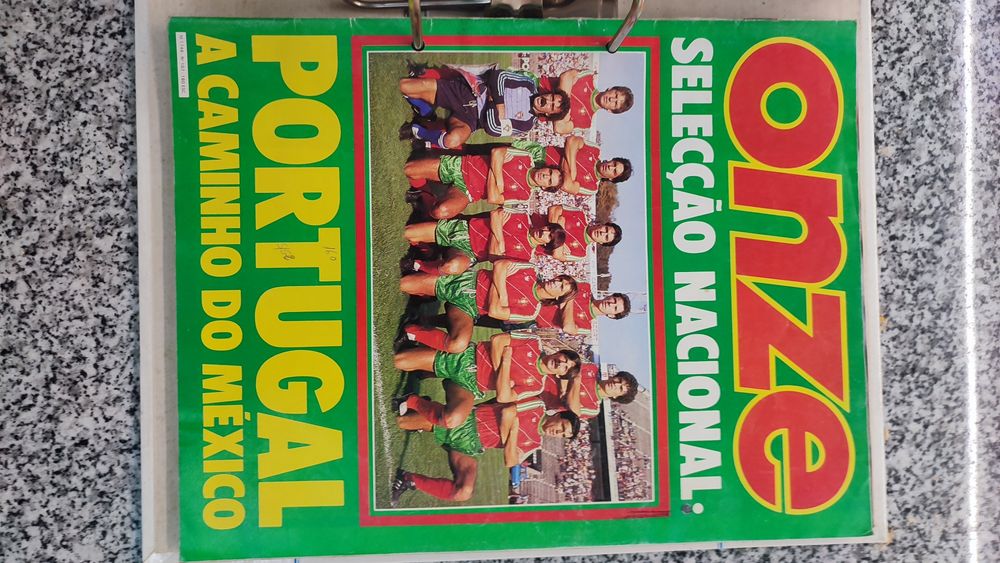 onze
SELECÇÃO NACIONAL
PORTUGAL
A CAMINHO DO MÉXICO